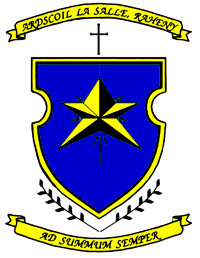 ARDSCOIL LA SALLE, RAHENY
AD SUMMUM SEMPER